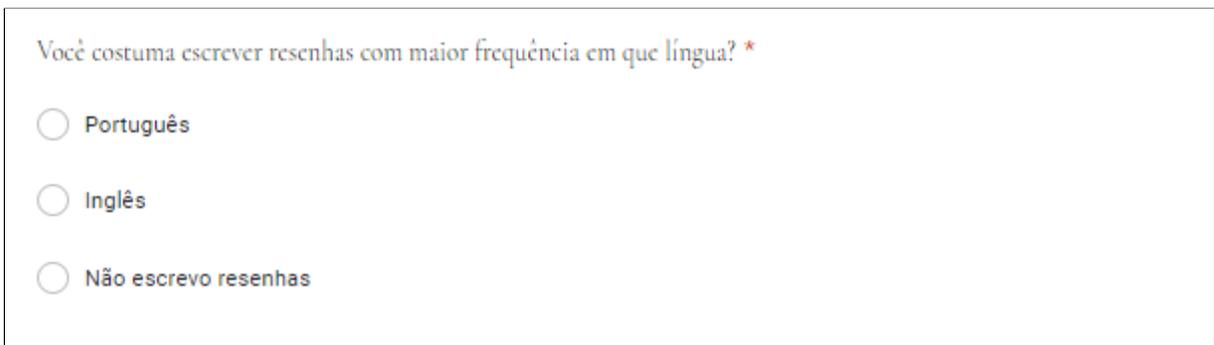 Você costuma escrever resenhas com maior frequência em que língua? *
Português
Inglês
Não escrevo resenhas